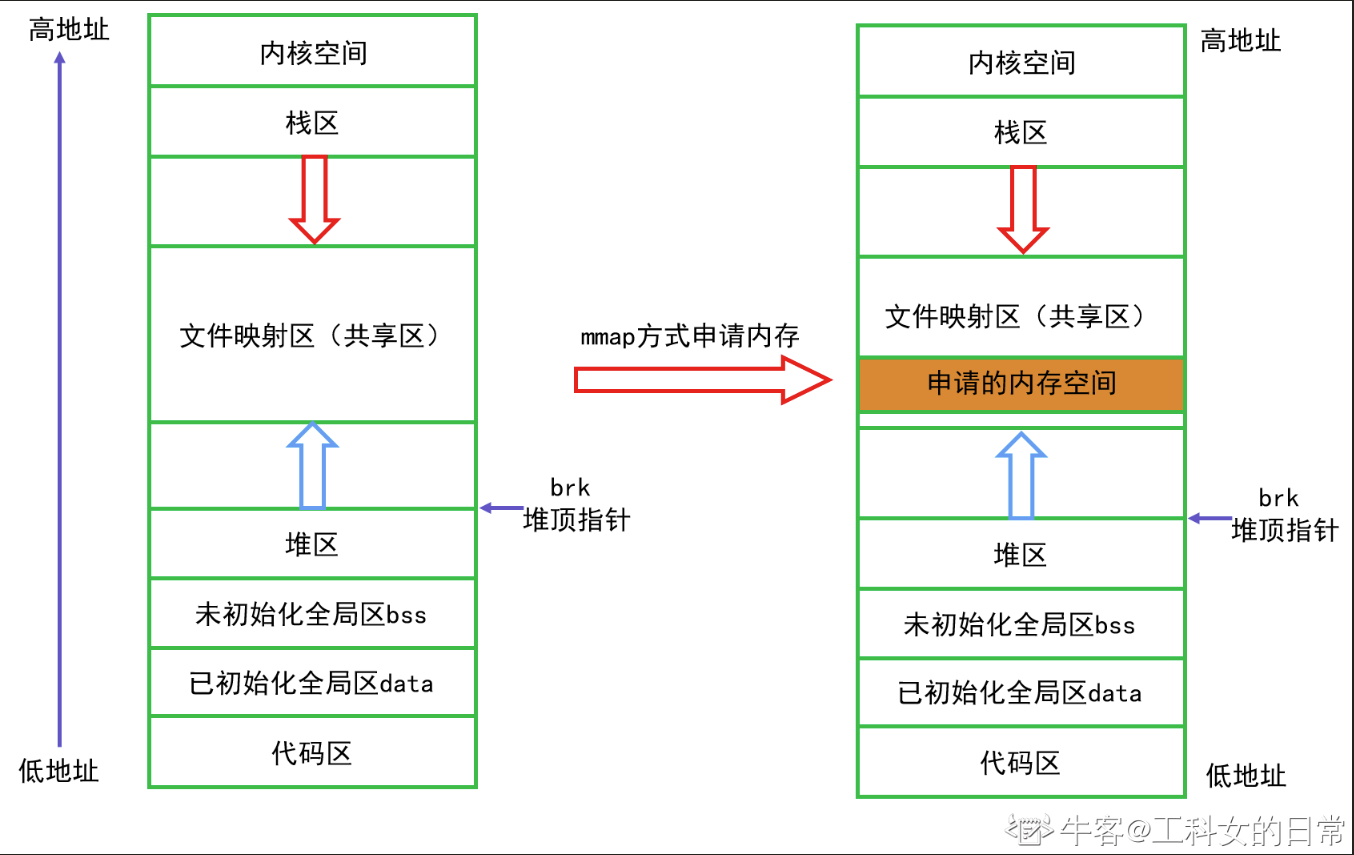 高地址
内核空间
栈区
文件映射区（共享区）
brk
堆顶指针
堆区
未初始化全局区bss
已初始化全局区data
代码区
低地址
mmap方式申请内存
高地址
内核空间
栈区
文件映射区（共享区）
申请的内存空间
brk
堆顶指针
堆区
未初始化全局区bss
已初始化全局区data
代码区
低地址
牛客@工科女的日常